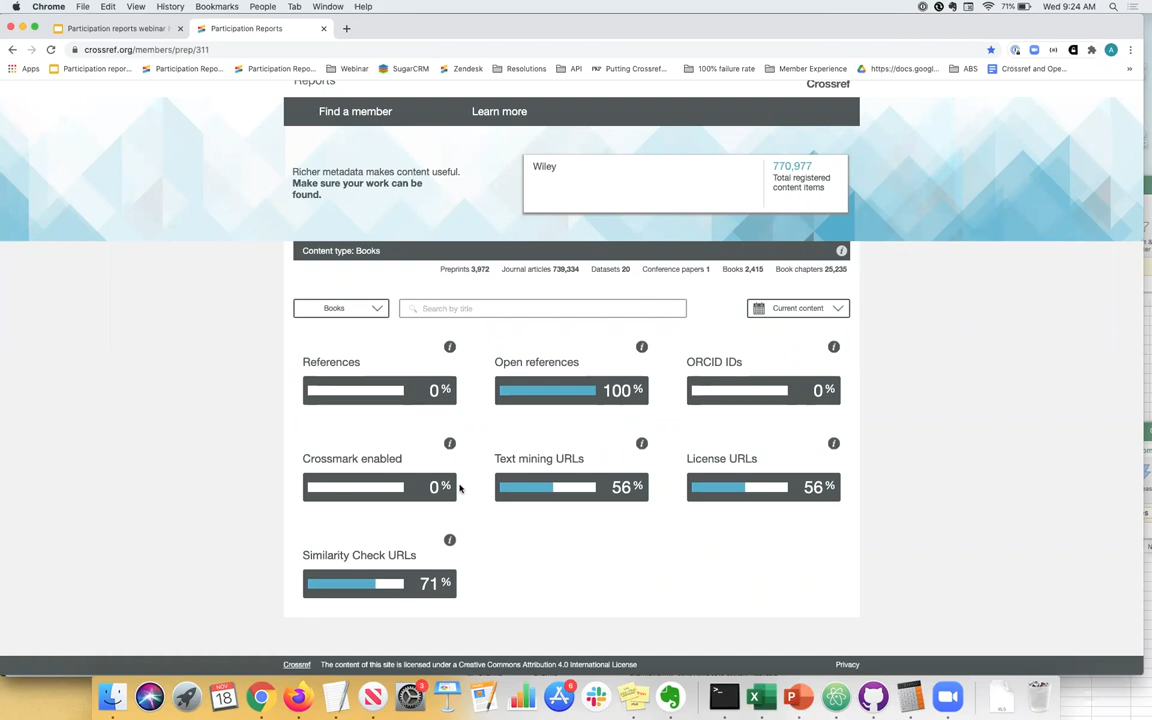 Chrome File Edit View History Bookmarks People Tab Window Help 71% Wed 9:24 AM
Participation reports webinar
Participation Reports
crossref.org/members/prep/311
Apps Participation repor... Participation Repo... Participation Repo... Webinar SugarCRM Zendesk Resolutions API Putting Crossref... 100% failure rate Member Experience https://docs.googl... ABS Crossref and Ope...
Reports
Crossref
Find a member Learn more
Richer metadata makes content useful.
Make sure your work can be
found.
Wiley
770,977
Total registered
content items
Content type: Books
Preprints 3,972 Journal articles 739,334 Datasets 20 Conference papers 1 Books 2,415 Book chapters 25,235
Books
Search by title
Current content
References
0 %
Open references
100 %
ORCID IDs
0 %
Crossmark enabled
0 %
Text mining URLs
56 %
License URLs
56 %
Similarity Check URLs
71 %
Crossref The content of this site is licensed under a Creative Commons Attribution 4.0 International License Privacy
NOV
18
3
6